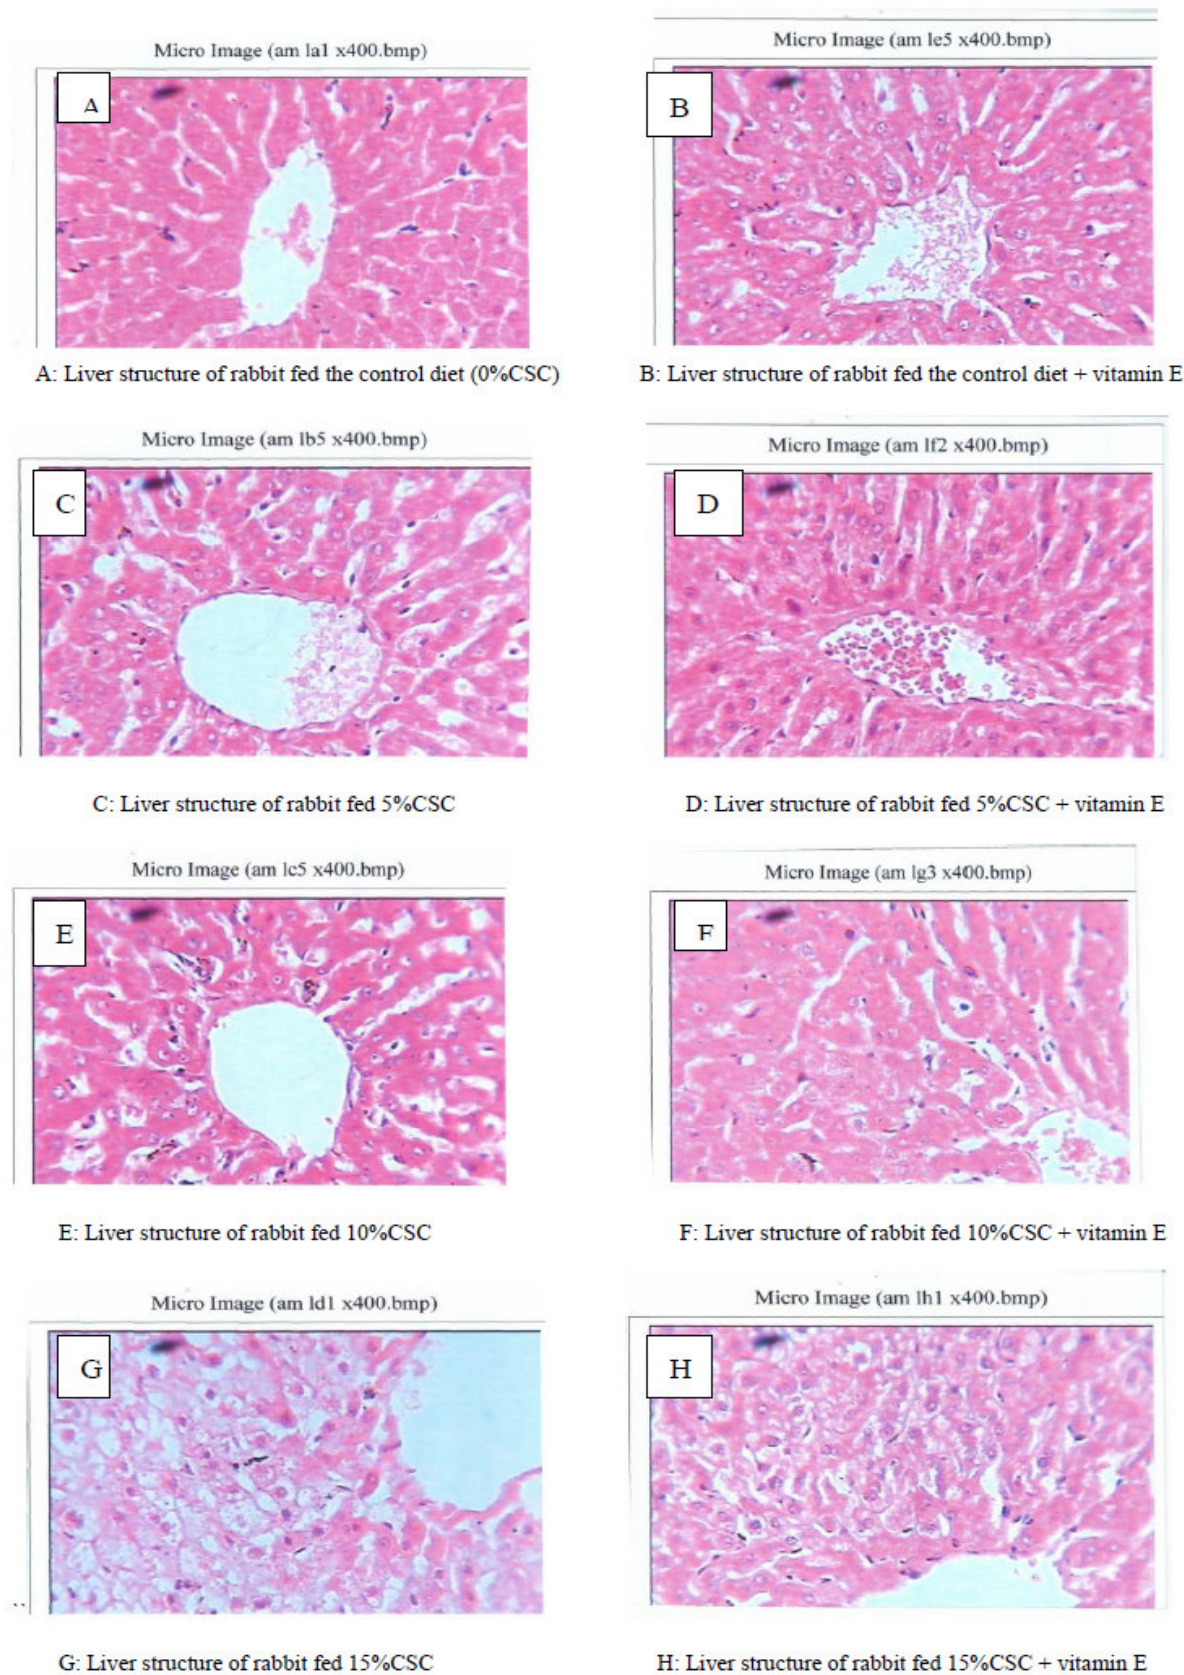 Micro Image (am la1 x400.bmp)
Micro Image (am le5 x400.bmp)
A
B
A: Liver structure of rabbit fed the control diet (0%CSC)
B: Liver structure of rabbit fed the control diet + vitamin E
Micro Image (am lb5 x400.bmp)
Micro Image (am lf2 x400.bmp)
C
D
C: Liver structure of rabbit fed 5%CSC
D: Liver structure of rabbit fed 5%CSC + vitamin E
Micro Image (am lc5 x400.bmp)
Micro Image (am lg3 x400.bmp)
E
F
E: Liver structure of rabbit fed 10%CSC
F: Liver structure of rabbit fed 10%CSC + vitamin E
Micro Image (am ld1 x400.bmp)
Micro Image (am lh1 x400.bmp)
G
H
G: Liver structure of rabbit fed 15%CSC
H: Liver structure of rabbit fed 15%CSC + vitamin E